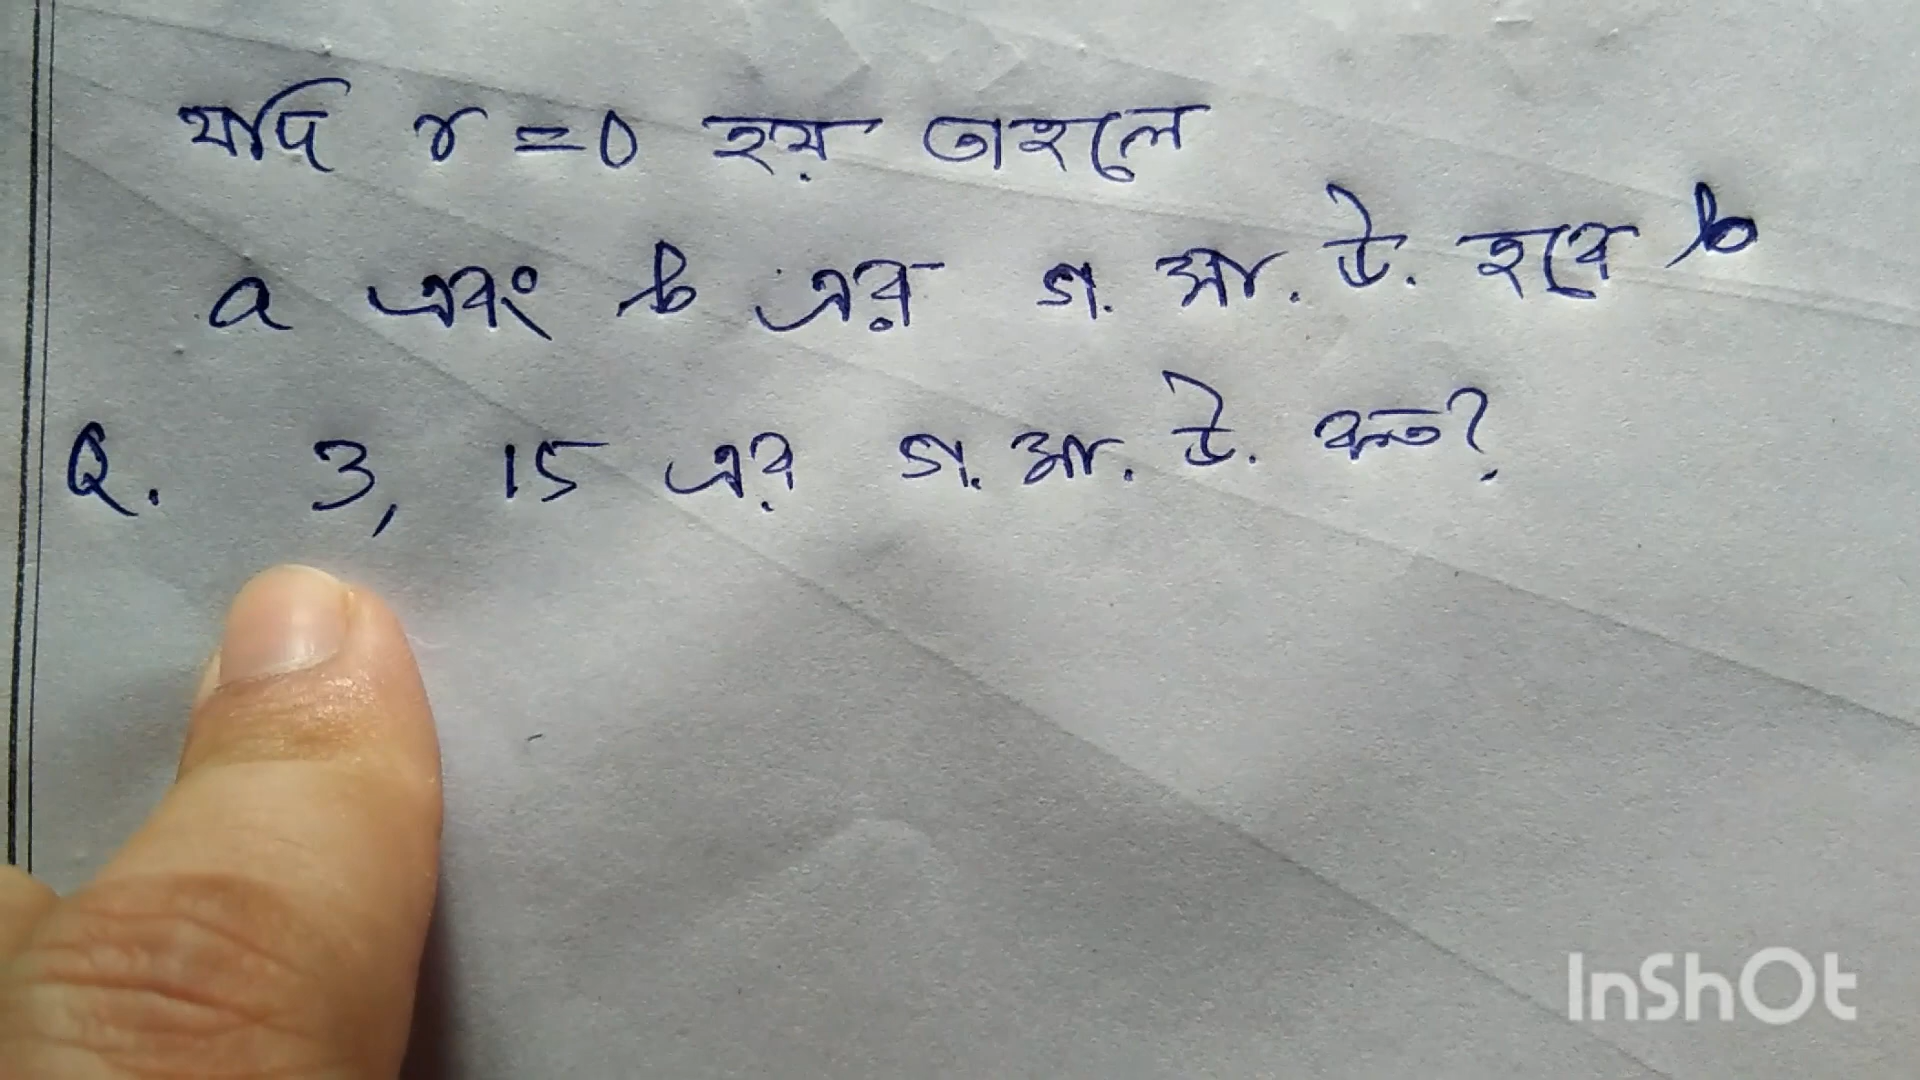 যদি r = 0 হয় তাহলে
a এবং b এর গ. সা. উ. হবে b
Q. 3, 15 এর গ. সা. উ. কত?
InShOt